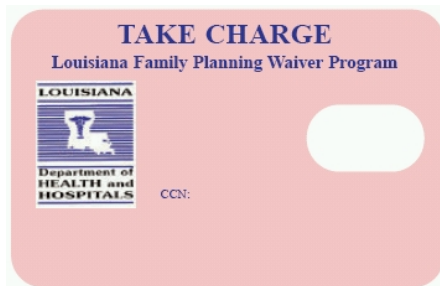 TAKE CHARGE
Louisiana Family Planning Waiver Program
LOUISIANA
Department of
HEALTH and
HOSPITALS
CCN: